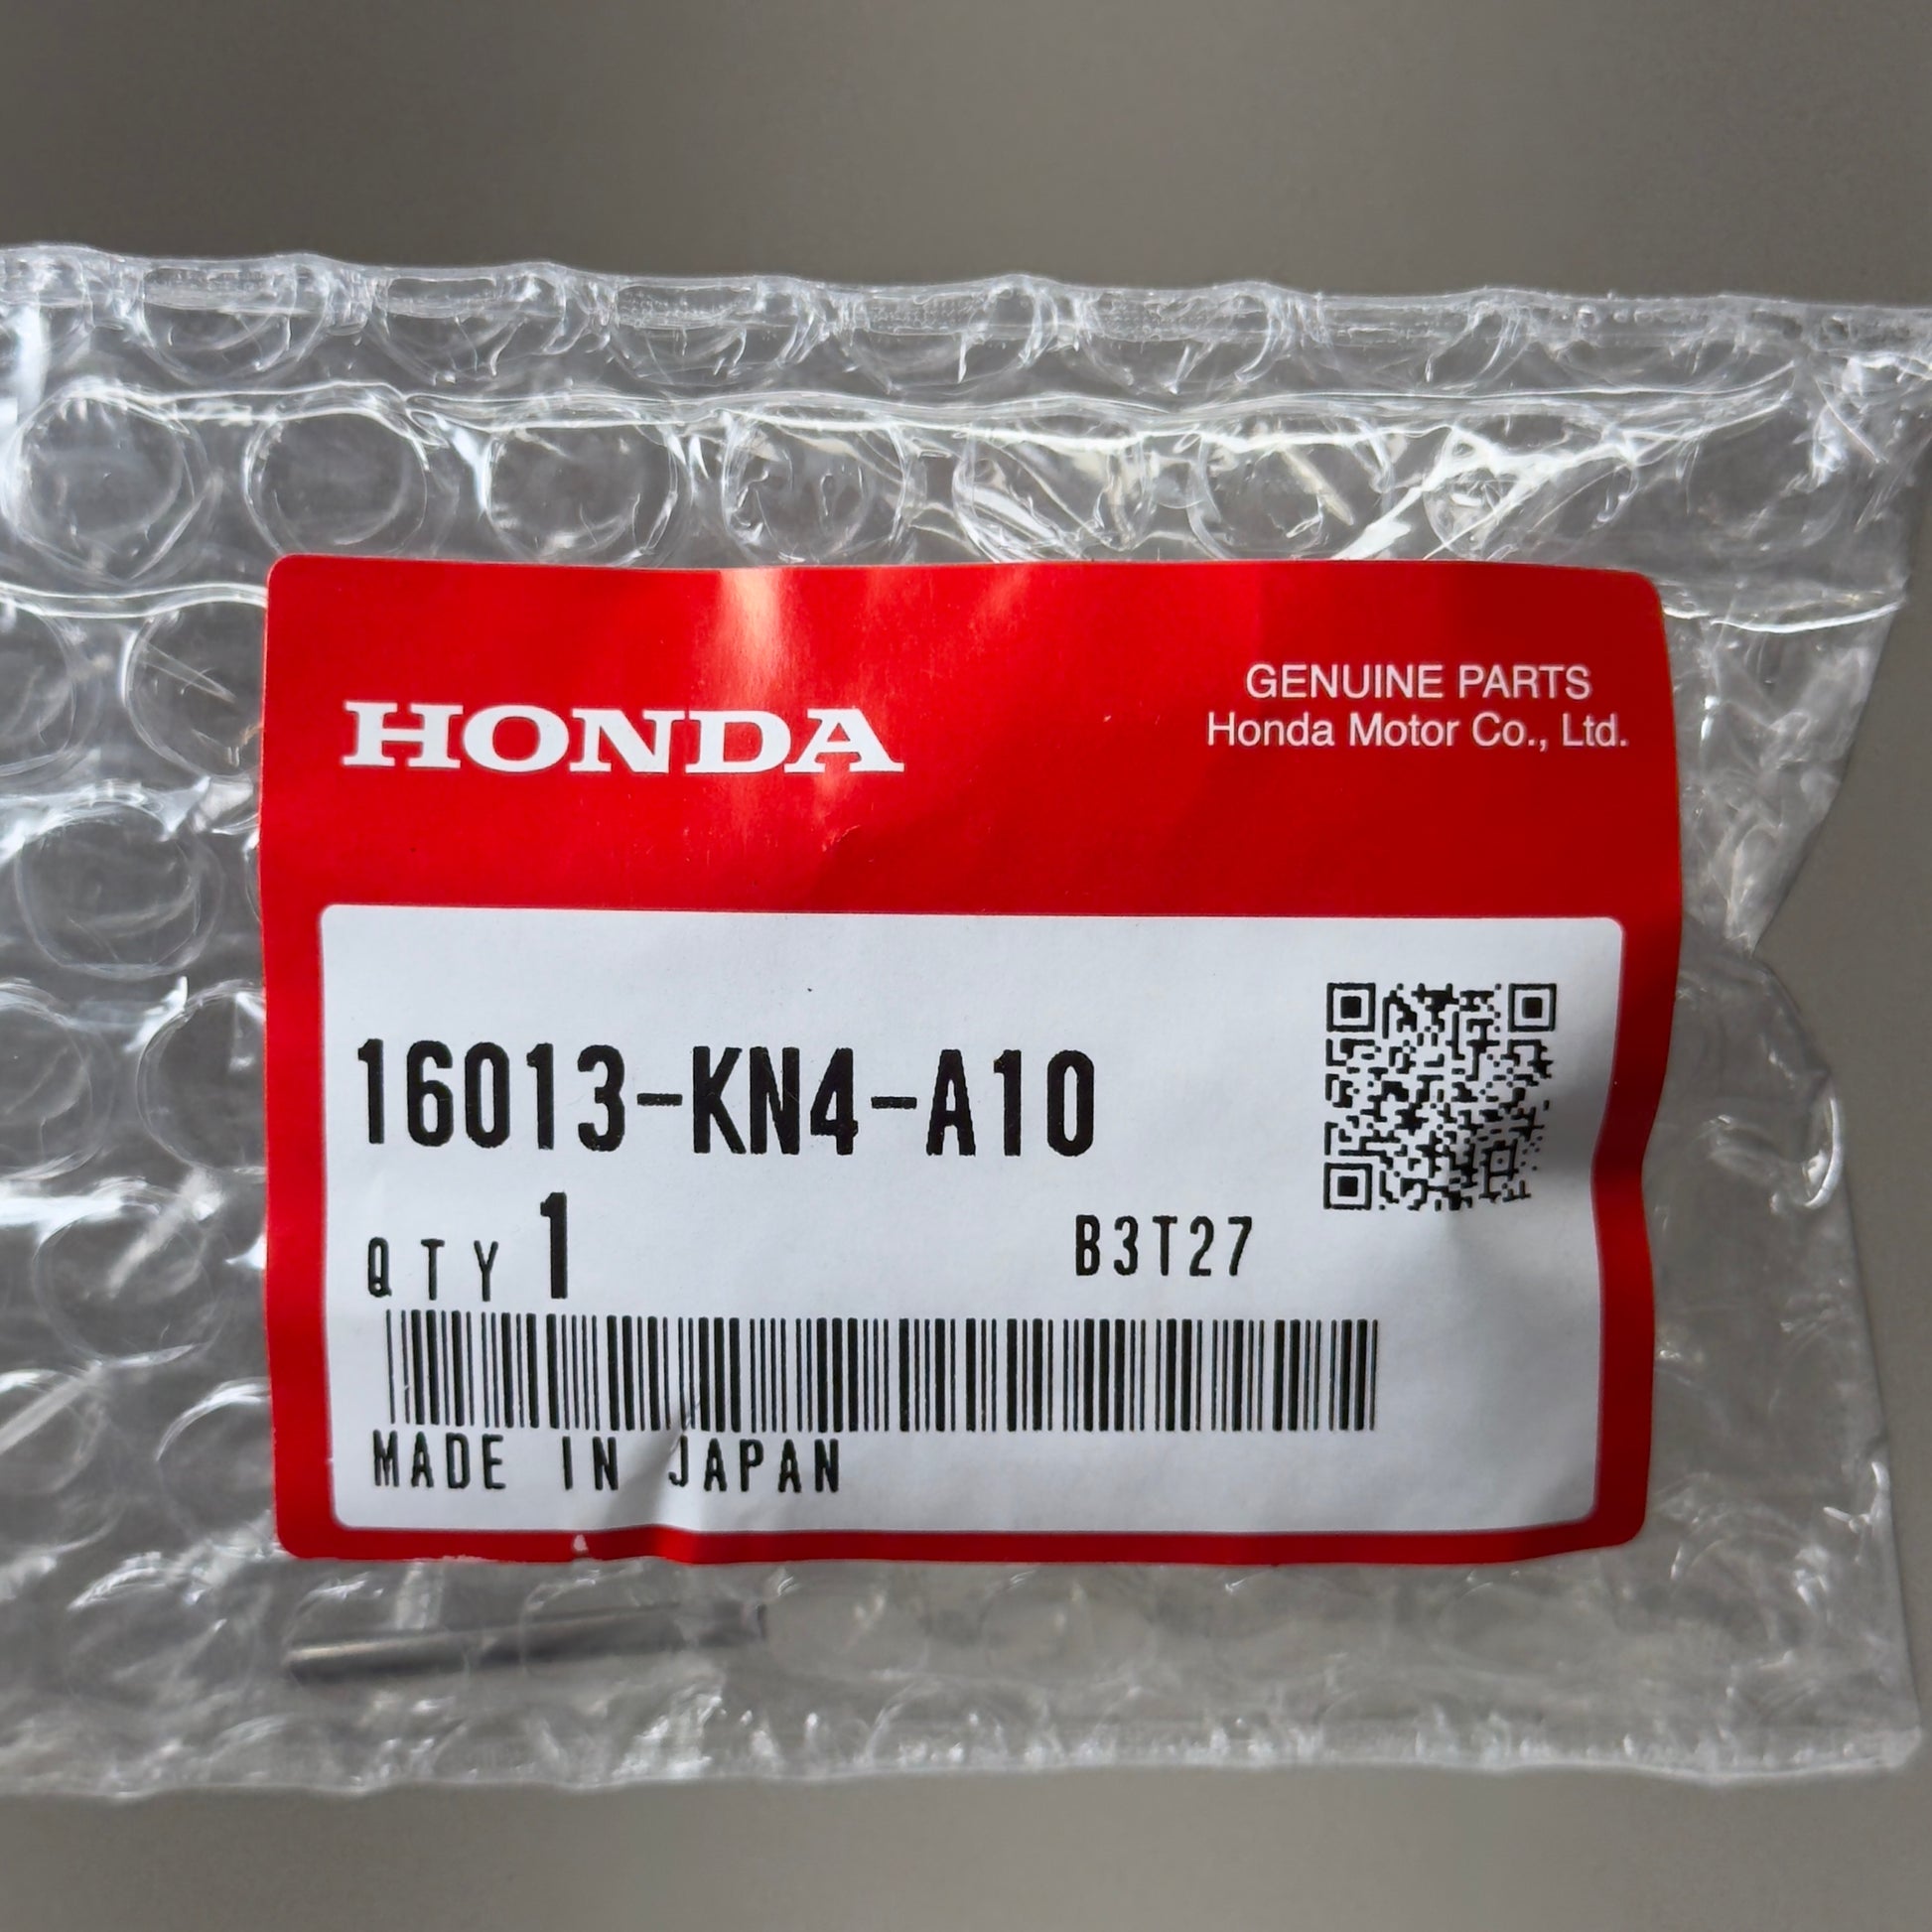 HONDA
GENUINE PARTS
Honda Motor Co., Ltd.
16013-KN4-A10
QTY 1
B3T27
MADE IN JAPAN